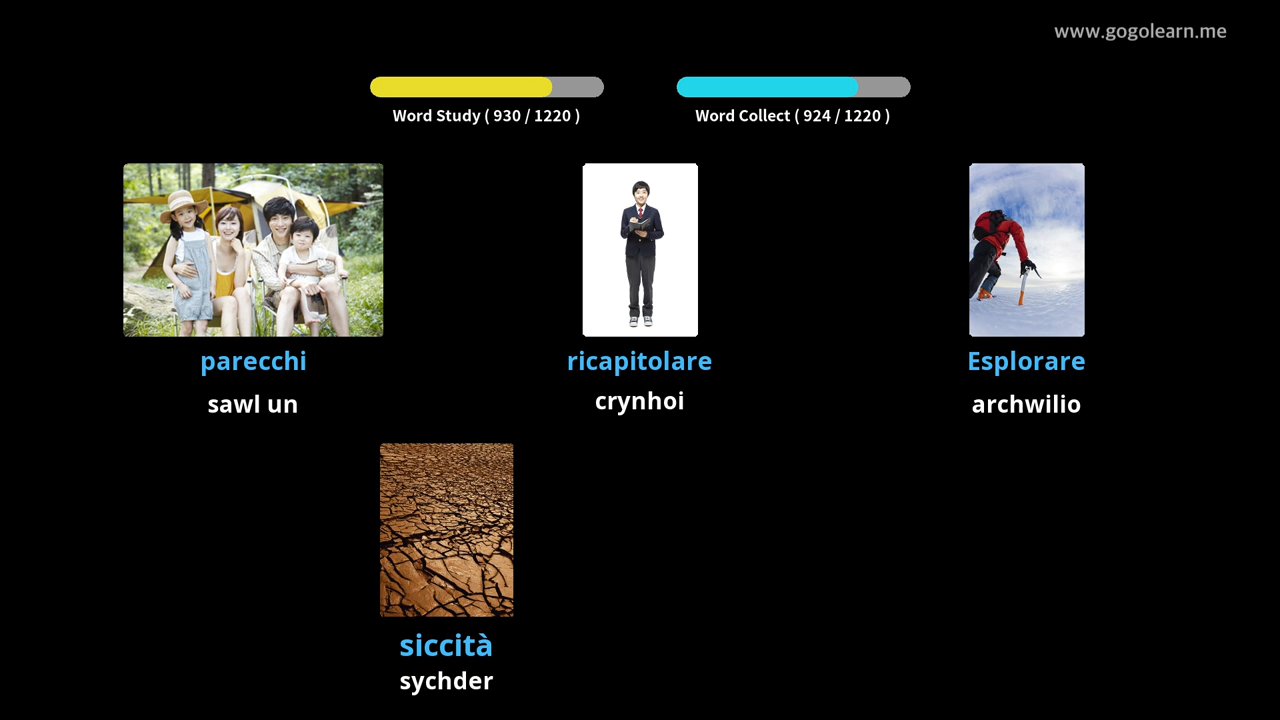 www.gogolearn.me
Word Study ( 930 / 1220 )
Word Collect ( 924 / 1220 )
parecchi
sawl un
ricapitolare
crynhoi
Esplorare
archwilio
siccità
sychder